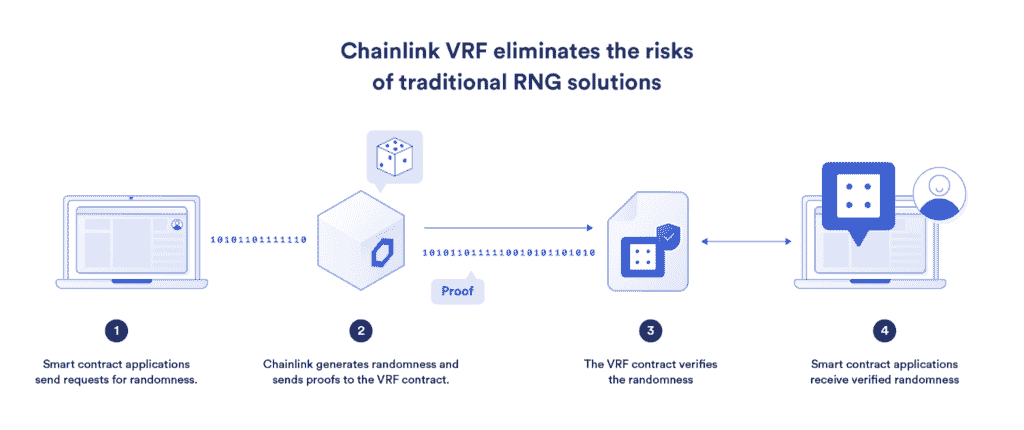 Chainlink VRF eliminates the risks
of traditional RNG solutions
10101101111110
10101101111110010101101010
Proof
1
Smart contract applications
send requests for randomness.
2
Chainlink generates randomness and
sends proofs to the VRF contract.
3
The VRF contract verifies
the randomness
4
Smart contract applications
receive verified randomness